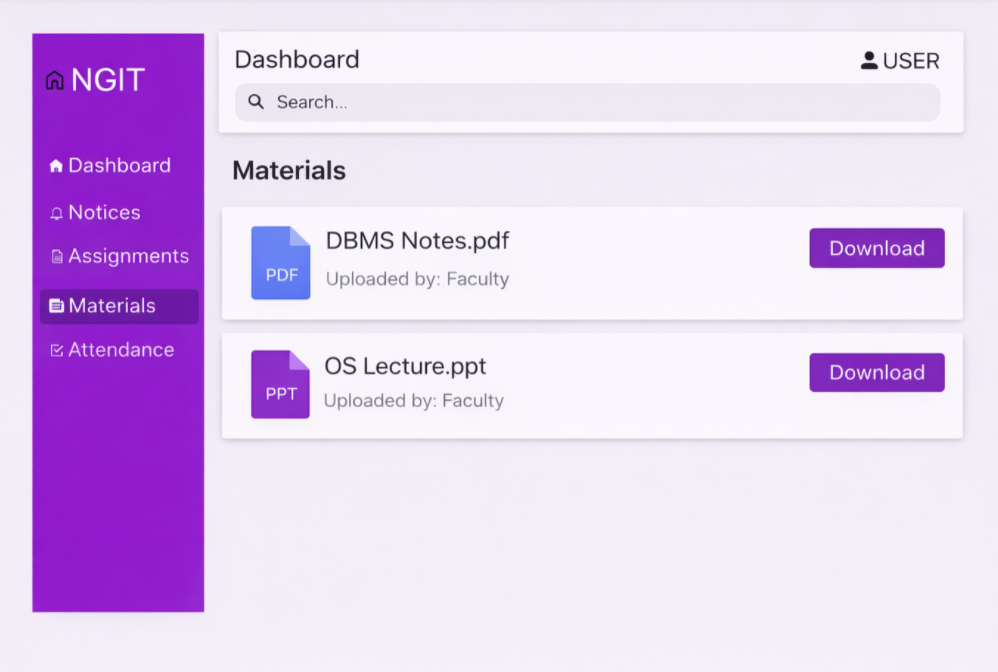 NGIT
Dashboard
Notices
Assignments
Materials
Attendance
Dashboard
USER
Search...
Materials
PDF
DBMS Notes.pdf
Uploaded by: Faculty
Download
PPT
OS Lecture.ppt
Uploaded by: Faculty
Download